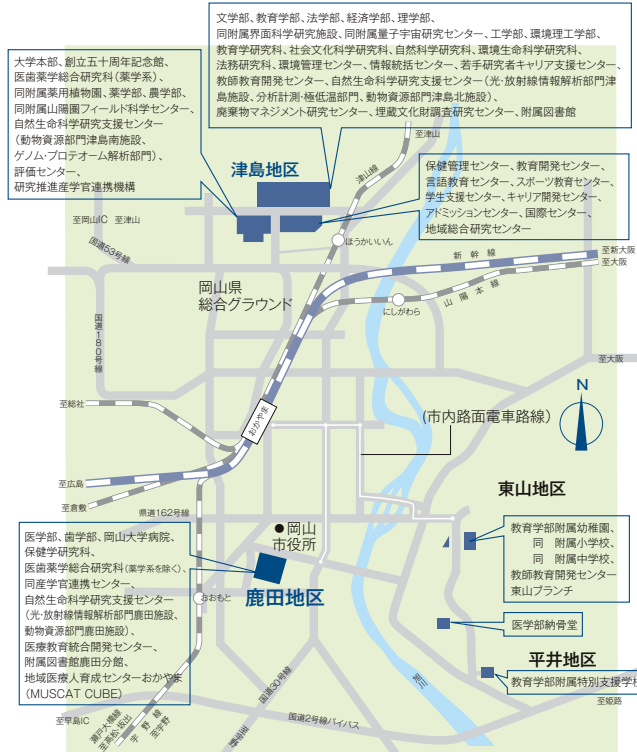 文学部、教育学部、法学部、経済学部、理学部、
同附属界面科学研究施設、同附属量子宇宙研究センター、工学部、環境理工学部、
教育学研究科、社会文化科学研究科、自然科学研究科、環境生命科学研究科、
法務研究科、環境管理センター、情報統括センター、若手研究者キャリア支援センター、
教師教育開発センター、自然生命科学研究支援センター(光・放射線情報解析部門津
島施設、分析計測・極低温部門、動物資源部門津島北施設)、
廃棄物マネジメント研究センター、埋蔵文化財調査研究センター、附属図書館
大学本部、創立五十周年記念館、
医歯薬学総合研究科(薬学系)、
同附属薬用植物園、薬学部、農学部、
同附属山陽圏フィールド科学センター、
自然生命科学研究支援センター
(動物資源部門津島南施設、
ゲノム・プロテオーム解析部門)、
評価センター、
研究推進産学官連携機構
至津山
津島地区
津山線
保健管理センター、教育開発センター、
言語教育センター、スポーツ教育センター、
学生支援センター、キャリア開発センター、
アドミッションセンター、国際センター、
地域総合研究センター
至岡山IC 至津山
国道53号線
ほうかいいん
新幹線
至新大阪
至大阪
岡山県
総合グラウンド
山陽本線
にしがわら
国道180号線
至大阪
N
至総社
おかやま
(市内路面電車路線)
至広島
至倉敷
東山地区
県道162号線
●岡山
市役所
教育学部附属幼稚園、
同 附属小学校、
同 附属中学校、
教師教育開発センター
東山ブランチ
医学部、歯学部、岡山大学病院、
保健学研究科、
医歯薬学総合研究科(薬学系を除く)、
同産学官連携センター、
自然生命科学研究支援センター
(光・放射線情報解析部門鹿田施設、
動物資源部門鹿田施設)、
医療教育統合開発センター、
附属図書館鹿田分館、
地域医療人育成センターおかやま
(MUSCAT CUBE)
鹿田地区
おおもと
医学部納骨堂
平井地区
教育学部附属特別支援学校
旭川
国道30号線
至姫路
至早島IC
国道2号線バイパス
瀬戸大橋線
至高松・坂出
宇野線
至宇野